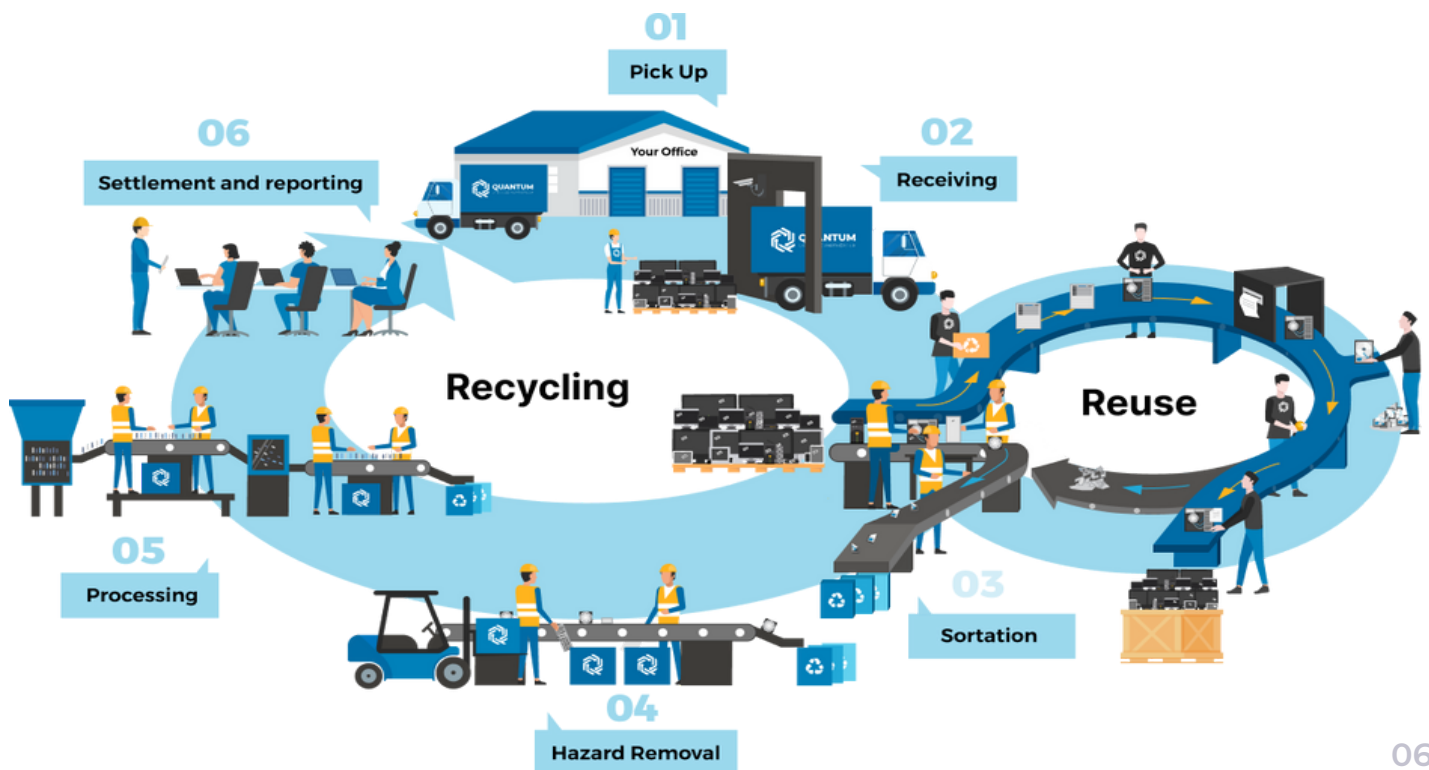 01
Pick Up
06
02
Your Office
Settlement and reporting
Receiving
QUANTUM
QUANTUM
Recycling
Reuse
05
03
Processing
Sortation
04
Hazard Removal
06